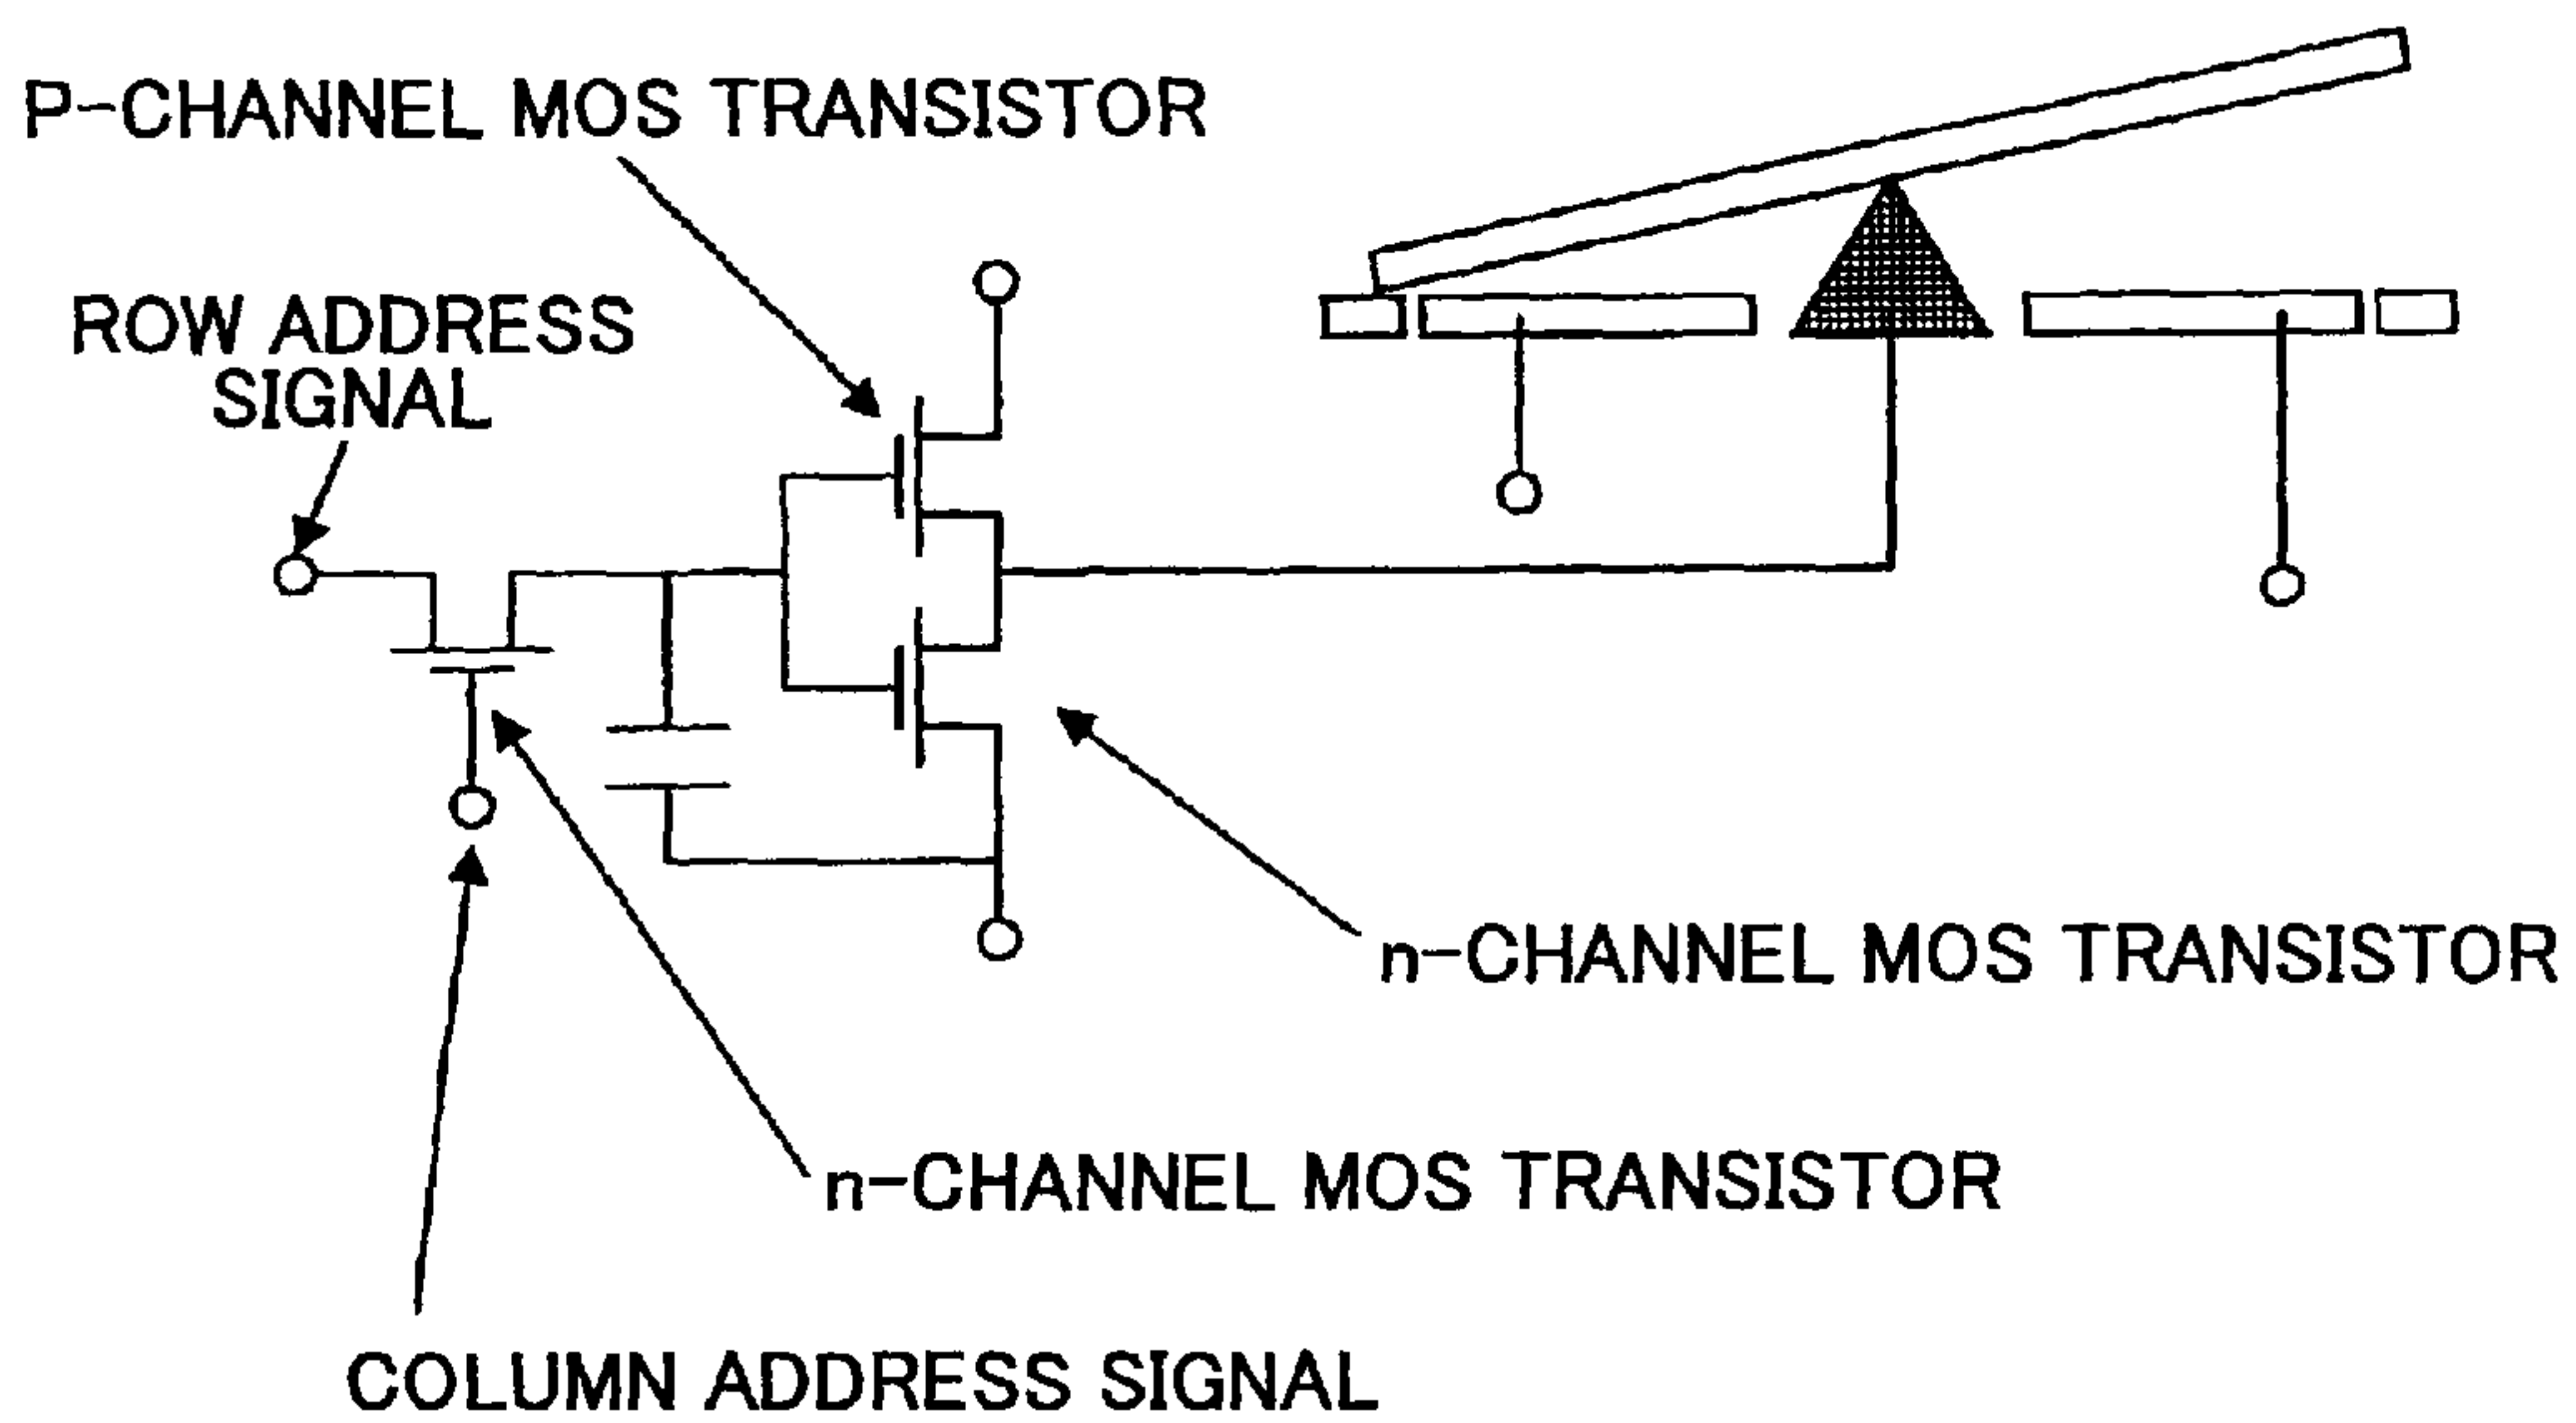 P-CHANNEL MOS TRANSISTOR
ROW ADDRESS
SIGNAL
n-CHANNEL MOS TRANSISTOR
n-CHANNEL MOS TRANSISTOR
COLUMN ADDRESS SIGNAL